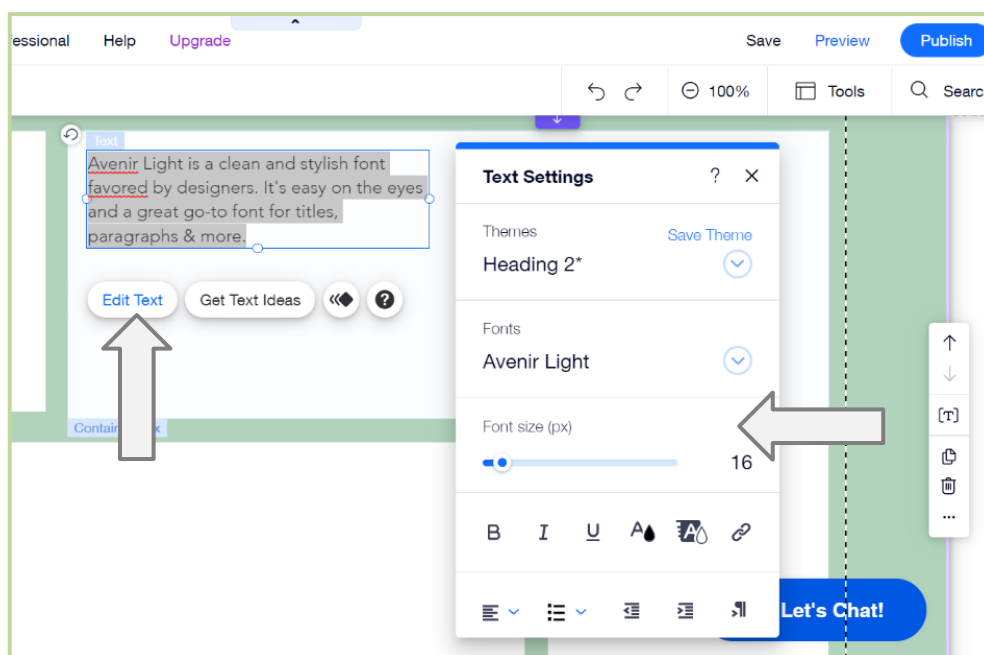 essional Help Upgrade Save Preview Publish
100% Tools Searc
Text
Avenir Light is a clean and stylish font
favored by designers. It's easy on the eyes
and a great go-to font for titles,
paragraphs & more.
Edit Text Get Text Ideas ?
Text Settings ? ×
Themes Save Theme
Heading 2*
Fonts
Avenir Light
Font size (px)
16
B I U A A
Let's Chat!
[T]